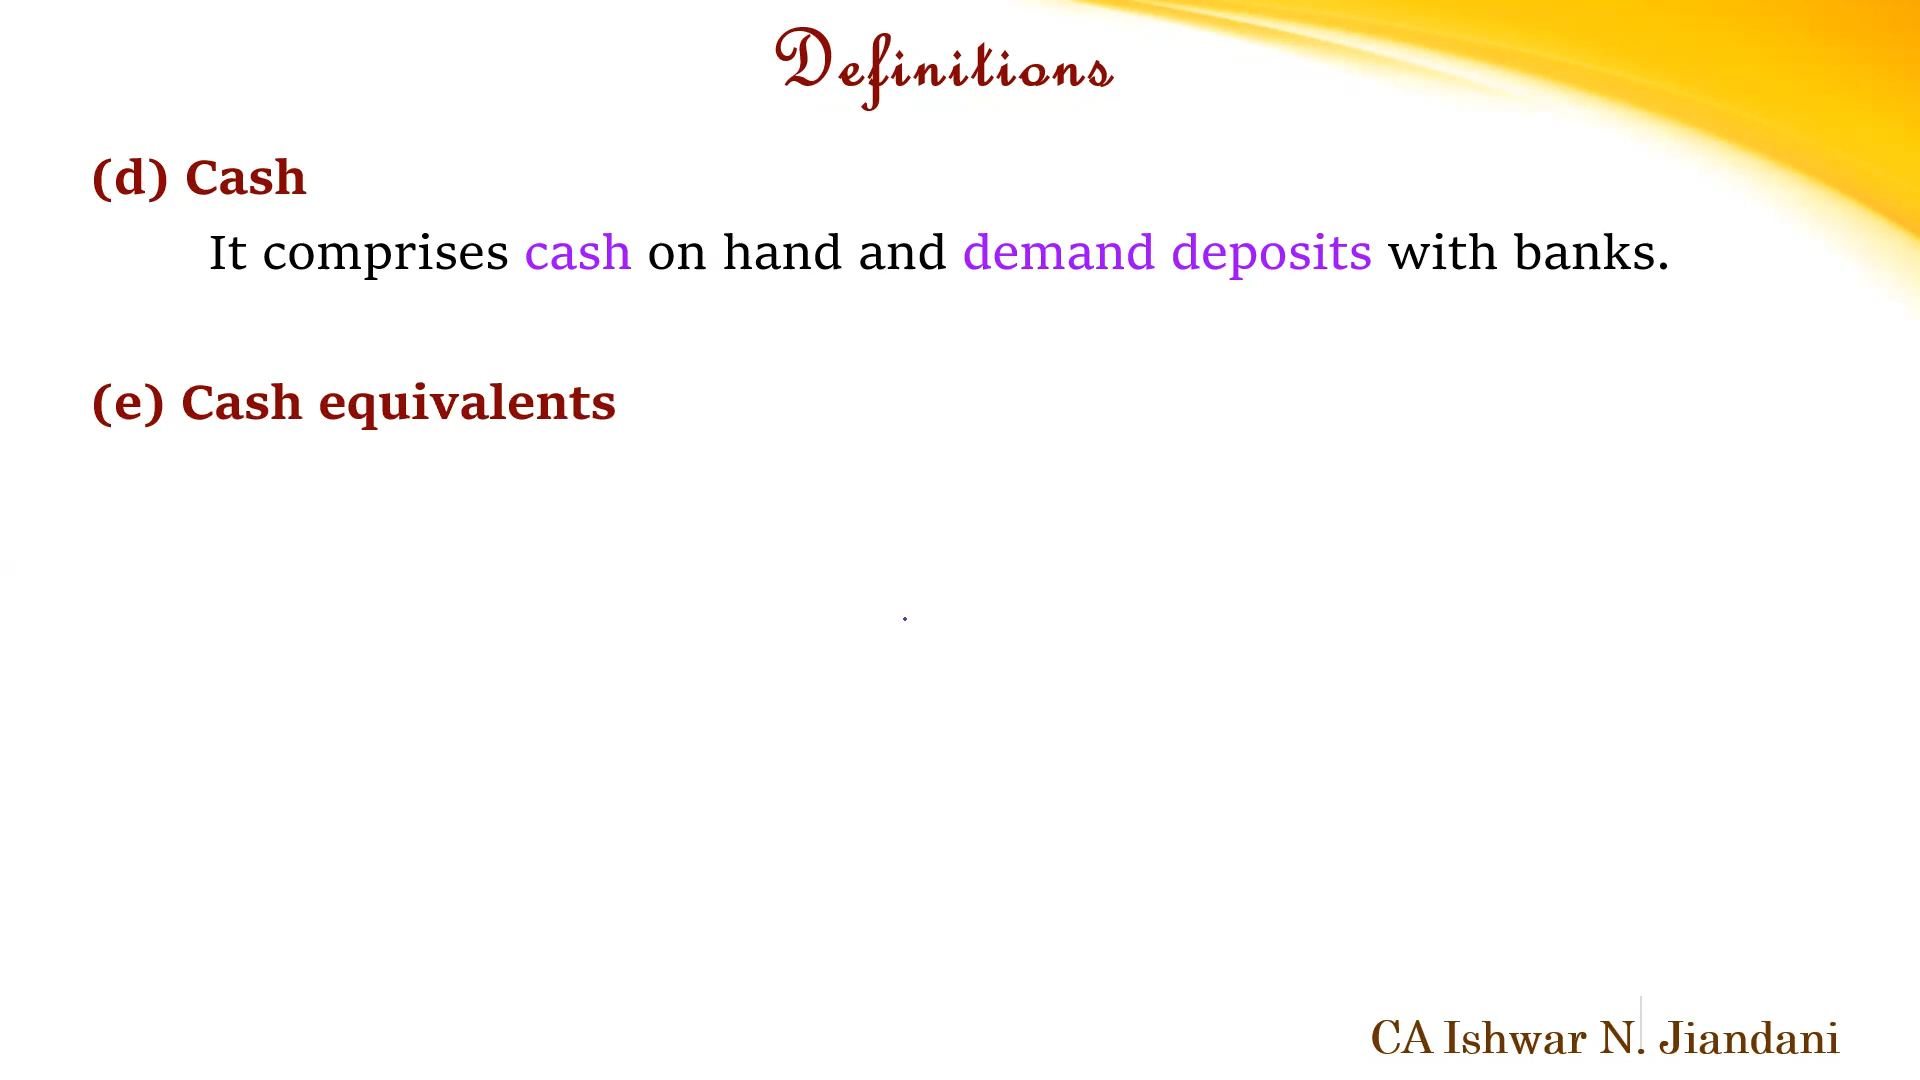 Definitions
(d) Cash
It comprises cash on hand and demand deposits with banks.
(e) Cash equivalents
CA Ishwar N. Jiandani